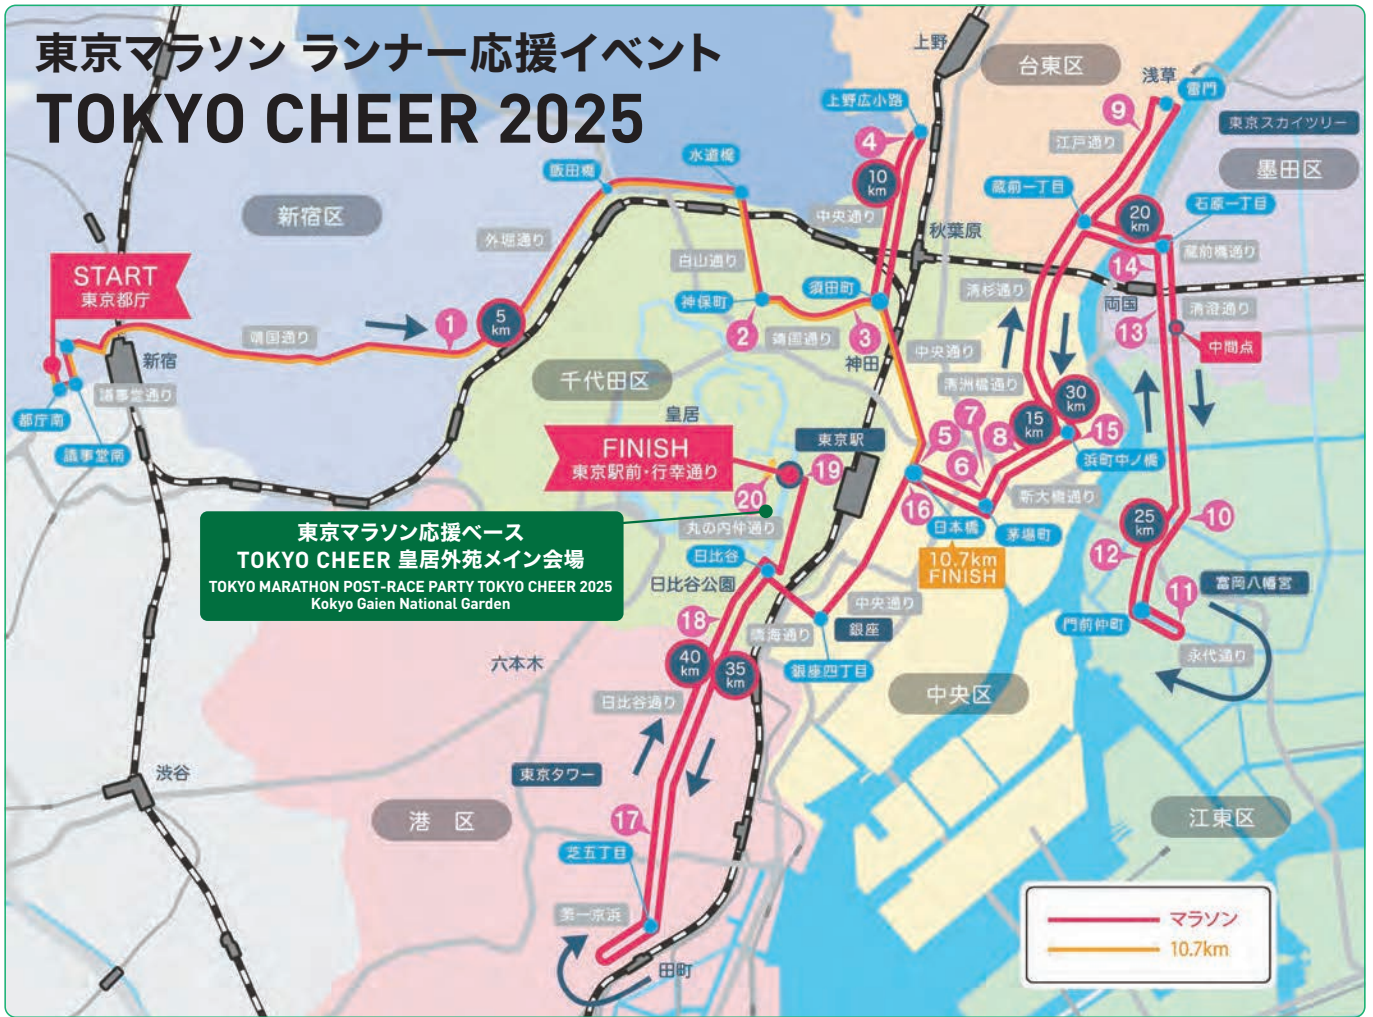 東京マラソン ランナー応援イベント
TOKYO CHEER 2025
上野
台東区
浅草
雷門
9
上野広小路
4
江戸通り
東京スカイツリー
墨田区
水道橋
飯田橋
10
km
蔵前一丁目
20
km
石原一丁目
新宿区
中央通り
外堀通り
秋葉原
蔵前橋通り
白山通り
14
START
東京都庁
神保町
須田町
清杉通り
両国
清澄通り
1
5
km
2
靖国通り
3
13
中間点
靖国通り
新宿
神田
中央通り
千代田区
清洲橋通り
議事堂通り
皇居
7
15
km
30
km
都庁南
議事堂南
FINISH
東京駅前・行幸通り
東京駅
5
8
15
浜町中ノ橋
19
6
20
16
新大橋通り
丸の内仲通り
日本橋
茅場町
25
km
10
東京マラソン応援ベース
TOKYO CHEER 皇居外苑メイン会場
TOKYO MARATHON POST-RACE PARTY TOKYO CHEER 2025
Kokyo Gaien National Garden
日比谷
12
10.7km
FINISH
日比谷公園
富岡八幡宮
11
中央通り
18
晴海通り
銀座
門前仲町
永代通り
六本木
40
km
35
km
銀座四丁目
日比谷通り
中央区
東京タワー
渋谷
港 区
17
江東区
芝五丁目
第一京浜
田町
マラソン
10.7km